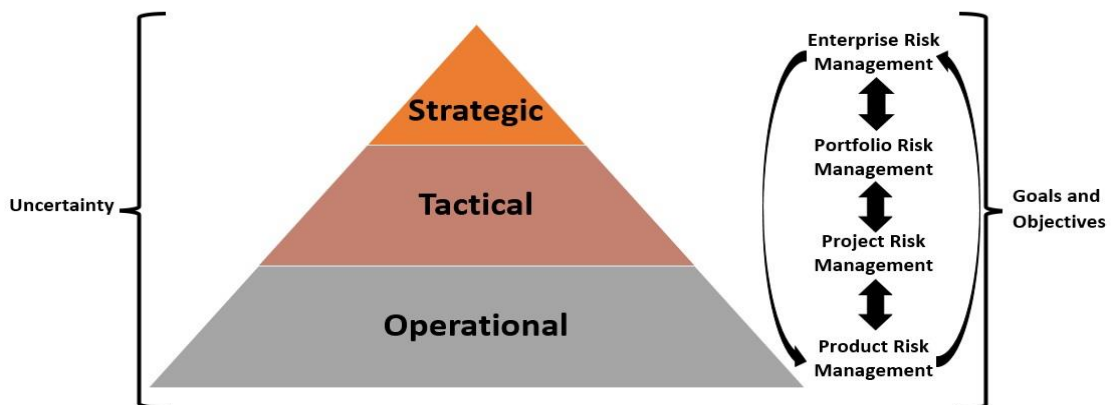 Uncertainty
Strategic
Tactical
Operational
Enterprise Risk
Management
Portfolio Risk
Management
Project Risk
Management
Product Risk
Management
Goals and
Objectives